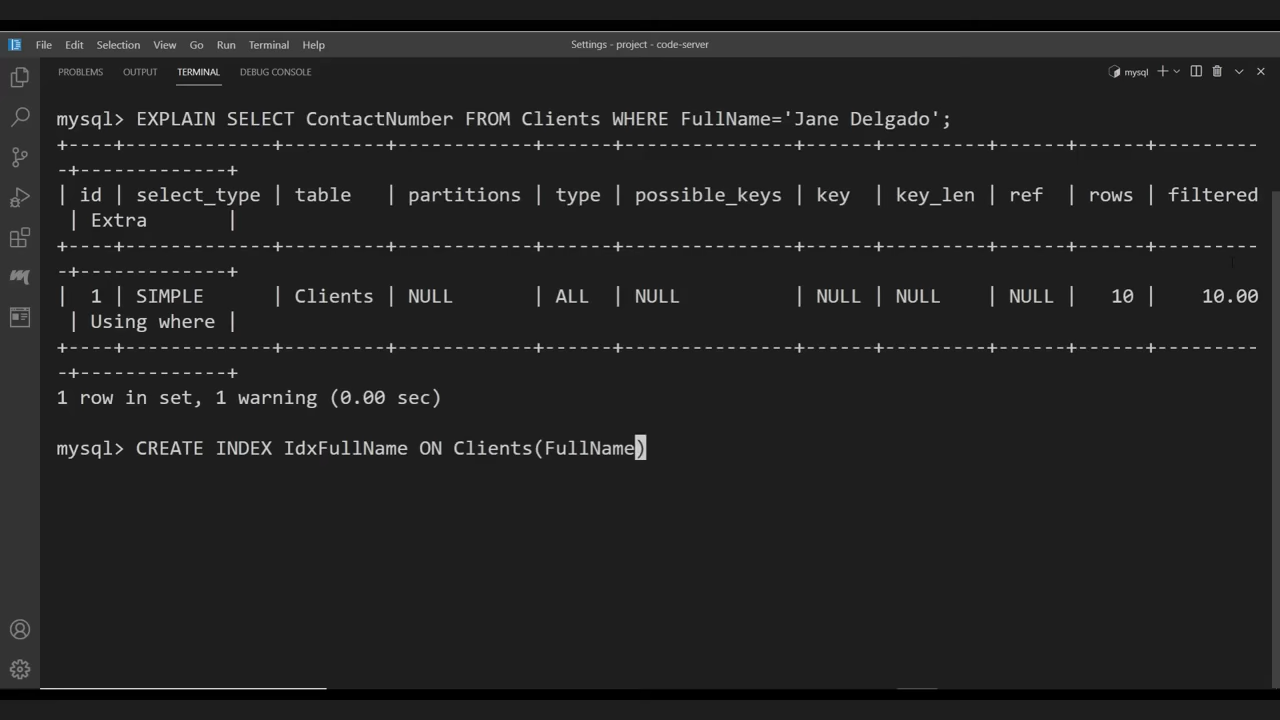 File Edit Selection View Go Run Terminal Help Settings - project - code-server
PROBLEMS OUTPUT TERMINAL DEBUG CONSOLE mysql
mysql> EXPLAIN SELECT ContactNumber FROM Clients WHERE FullName='Jane Delgado';
+----+-------------+---------+------------+------+---------------+------+---------+------+------+---------
-+-------------+
| id | select_type | table   | partitions | type | possible_keys | key  | key_len | ref  | rows | filtered
 | Extra       |
+----+-------------+---------+------------+------+---------------+------+---------+------+------+---------
-+-------------+
|  1 | SIMPLE      | Clients | NULL       | ALL  | NULL          | NULL | NULL    | NULL |   10 |    10.00
 | Using where |
+----+-------------+---------+------------+------+---------------+------+---------+------+------+---------
-+-------------+
1 row in set, 1 warning (0.00 sec)
mysql> CREATE INDEX IdxFullName ON Clients(FullName)